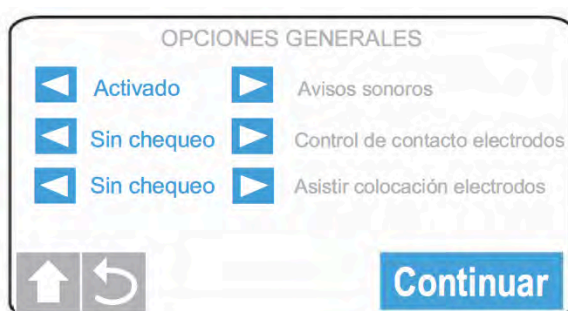 OPCIONES GENERALES
Activado Avisos sonoros
Sin chequeo Control de contacto electrodos
Sin chequeo Asistir colocación electrodos
Continuar